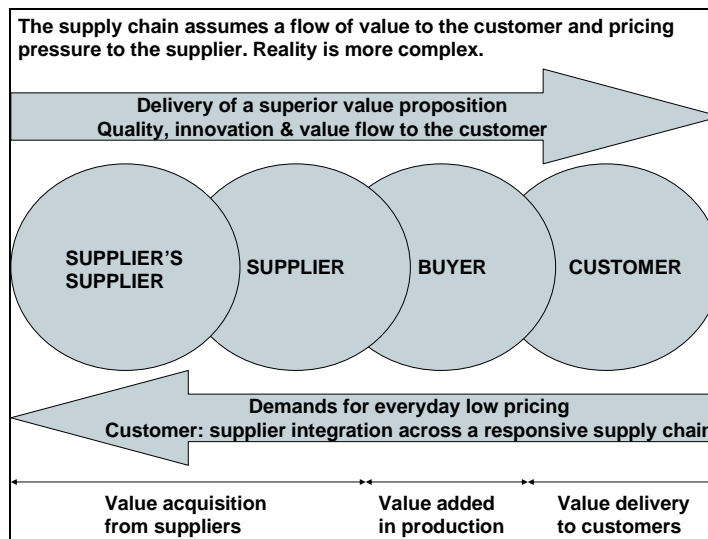 The supply chain assumes a flow of value to the customer and pricing
pressure to the supplier. Reality is more complex.
Delivery of a superior value proposition
Quality, innovation & value flow to the customer
SUPPLIER'S
SUPPLIER
SUPPLIER
BUYER
CUSTOMER
Demands for everyday low pricing
Customer: supplier integration across a responsive supply chain
Value acquisition
from suppliers
Value added
in production
Value delivery
to customers